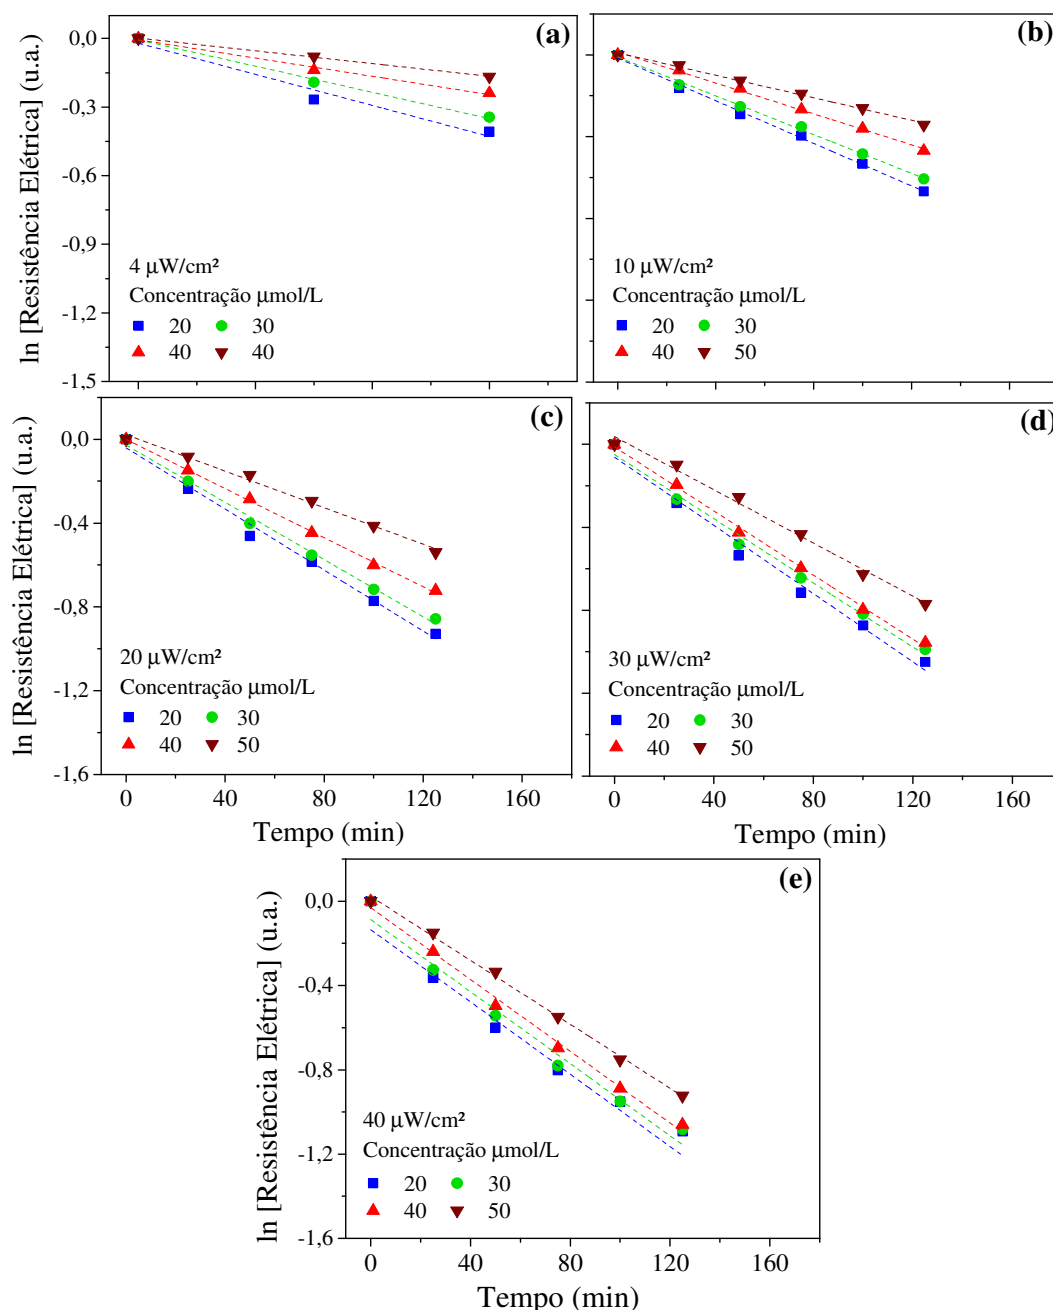 (a)
ln [Resistência Elétrica] (u.a.)
0,0
-0,3
-0,6
-0,9
-1,2
-1,5
4 μW/cm²
Concentração μmol/L
20 30
40 40
(b)
10 μW/cm²
Concentração μmol/L
20 30
40 50
(c)
ln [Resistência Elétrica] (u.a.)
0,0
-0,4
-0,8
-1,2
-1,6
20 μW/cm²
Concentração μmol/L
20 30
40 50
0 40 80 120 160
Tempo (min)
(d)
30 μW/cm²
Concentração μmol/L
20 30
40 50
0 40 80 120 160
Tempo (min)
(e)
ln [Resistência Elétrica] (u.a.)
0,0
-0,4
-0,8
-1,2
-1,6
40 μW/cm²
Concentração μmol/L
20 30
40 50
0 40 80 120 160
Tempo (min)